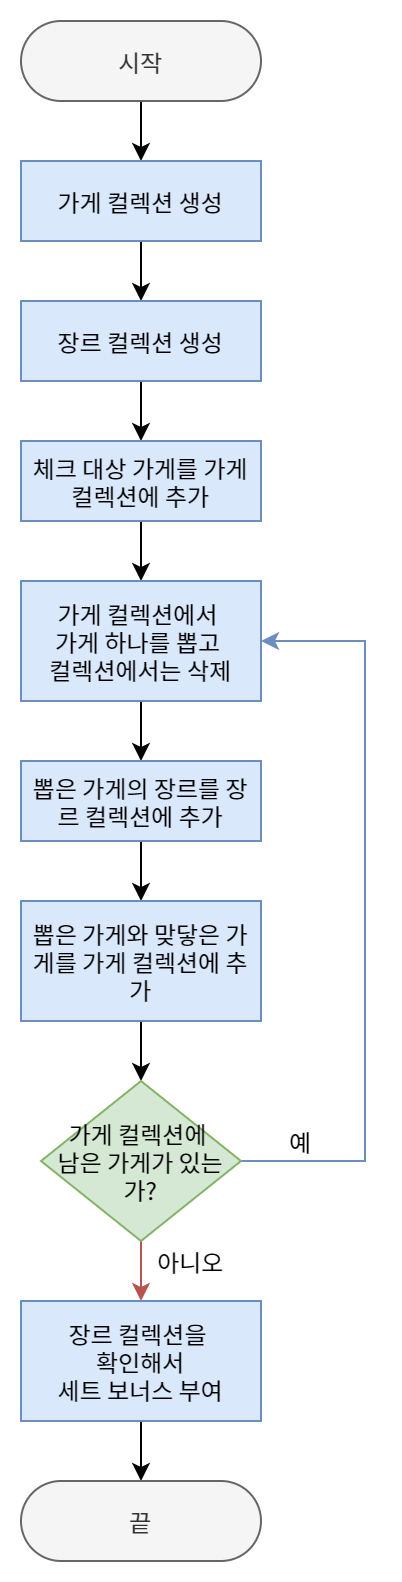 시작
가게 컬렉션 생성
장르 컬렉션 생성
체크 대상 가게를 가게
컬렉션에 추가
가게 컬렉션에서
가게 하나를 뽑고
컬렉션에서는 삭제
뽑은 가게의 장르를 장
르 컬렉션에 추가
뽑은 가게와 맞닿은 가
게를 가게 컬렉션에 추
가
가게 컬렉션에
남은 가게가 있는
가?
예
아니오
장르 컬렉션을
확인해서
세트 보너스 부여
끝